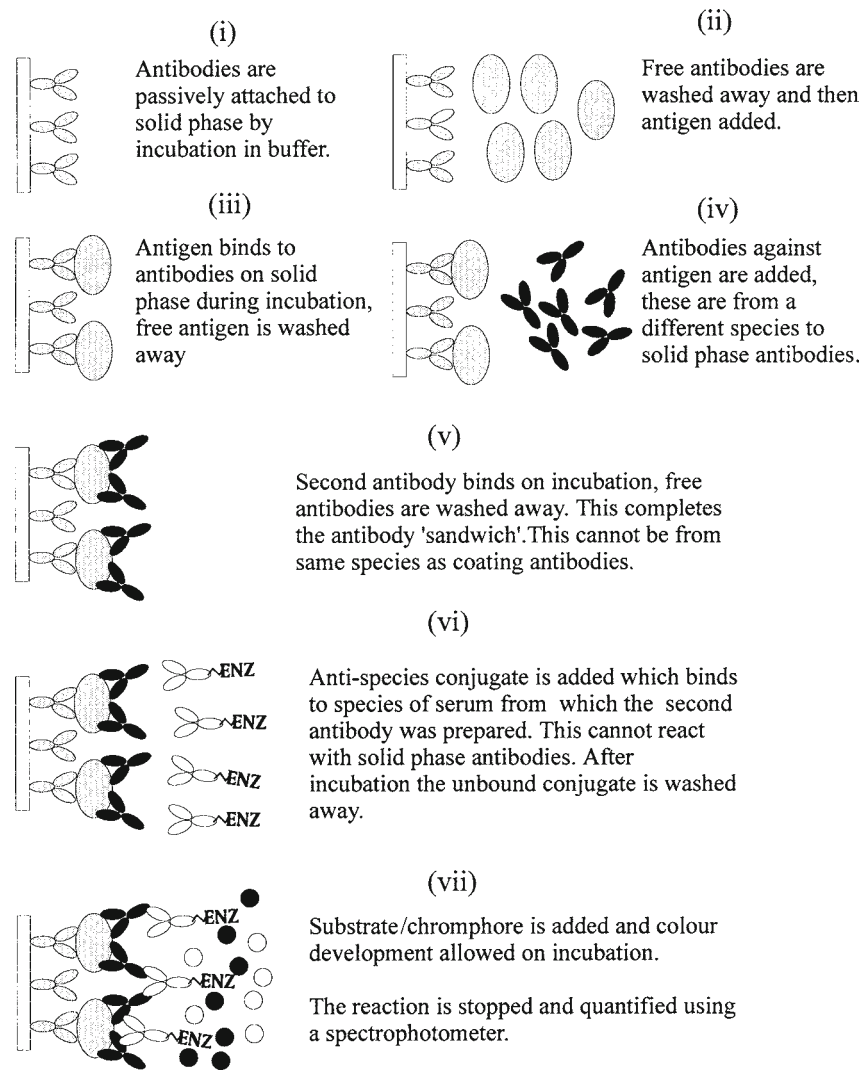 (i)
Antibodies are
passively attached to
solid phase by
incubation in buffer.
(ii)
Free antibodies are
washed away and then
antigen added.
(iii)
Antigen binds to
antibodies on solid
phase during incubation,
free antigen is washed
away
(iv)
Antibodies against
antigen are added,
these are from a
different species to
solid phase antibodies.
(v)
Second antibody binds on incubation, free
antibodies are washed away. This completes
the antibody 'sandwich'.This cannot be from
same species as coating antibodies.
(vi)
ENZ
ENZ
ENZ
ENZ
Anti-species conjugate is added which binds
to species of serum from which the second
antibody was prepared. This cannot react
with solid phase antibodies. After
incubation the unbound conjugate is washed
away.
(vii)
ENZ
ENZ
ENZ
Substrate/chromphore is added and colour
development allowed on incubation.
The reaction is stopped and quantified using
a spectrophotometer.